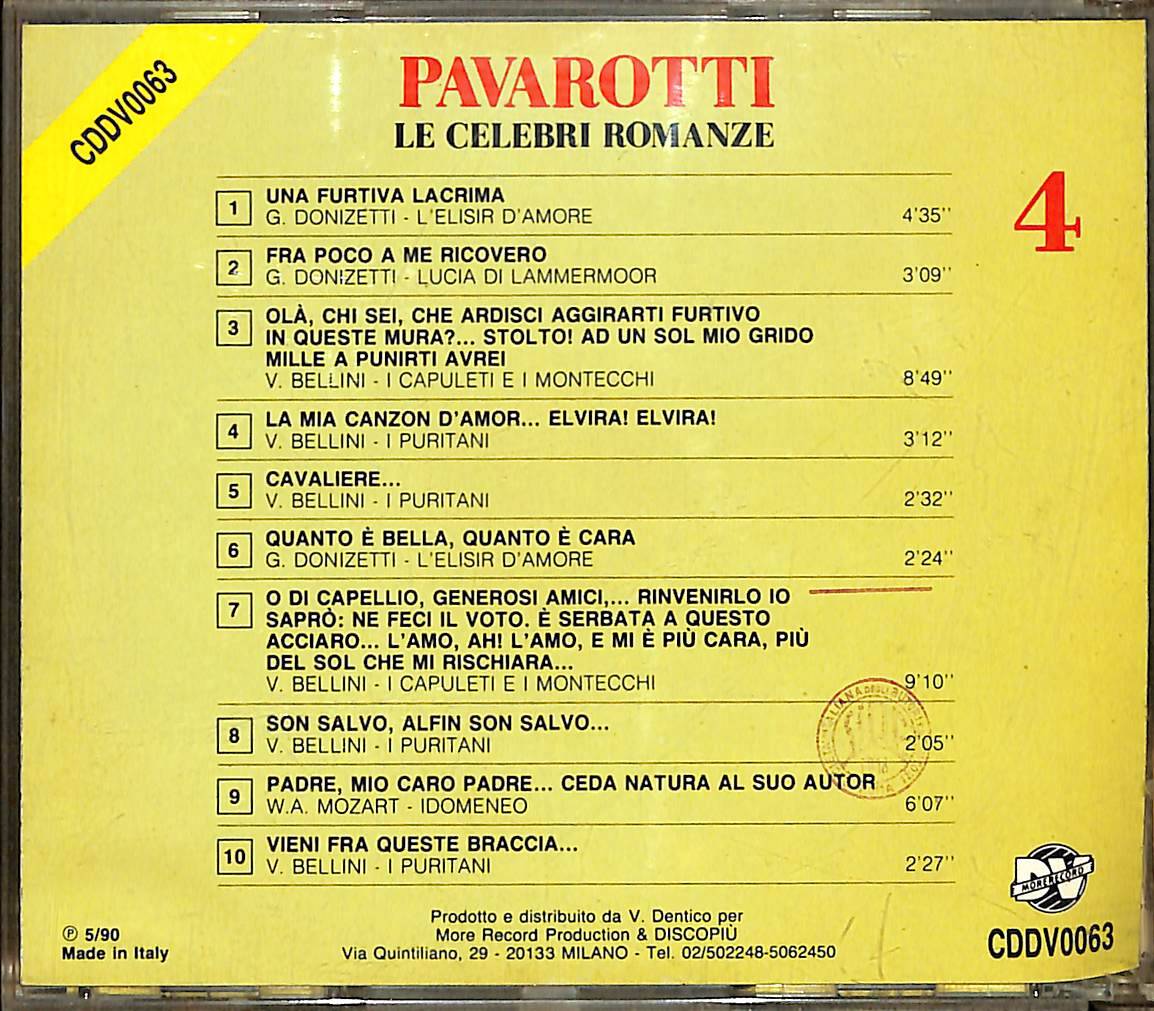 CDDV0063
PAVAROTTI
LE CELEBRI ROMANZE
4
1
UNA FURTIVA LACRIMA
G. DONIZETTI - L'ELISIR D'AMORE 4'35''
2
FRA POCO A ME RICOVERO
G. DONIZETTI - LUCIA DI LAMMERMOOR 3'09''
3
OLÀ, CHI SEI, CHE ARDISCI AGGIRARTI FURTIVO
IN QUESTE MURA?... STOLTO! AD UN SOL MIO GRIDO
MILLE A PUNIRTI AVREI
V. BELLINI - I CAPULETI E I MONTECCHI 8'49''
4
LA MIA CANZON D'AMOR... ELVIRA! ELVIRA!
V. BELLINI - I PURITANI 3'12''
5
CAVALIERE...
V. BELLINI - I PURITANI 2'32''
6
QUANTO È BELLA, QUANTO È CARA
G. DONIZETTI - L'ELISIR D'AMORE 2'24''
7
O DI CAPELLIO, GENEROSI AMICI,... RINVENIRLO IO
SAPRÒ: NE FECI IL VOTO. È SERBATA A QUESTO
ACCIARO... L'AMO, AH! L'AMO, E MI È PIÙ CARA, PIÙ
DEL SOL CHE MI RISCHIARA...
V. BELLINI - I CAPULETI E I MONTECCHI 9'10''
8
SON SALVO, ALFIN SON SALVO...
V. BELLINI - I PURITANI 2'05''
9
PADRE, MIO CARO PADRE... CEDA NATURA AL SUO AUTOR
W.A. MOZART - IDOMENEO 6'07''
10
VIENI FRA QUESTE BRACCIA...
V. BELLINI - I PURITANI 2'27''
DV
MORERECORD
CDDV0063
℗ 5/90
Made in Italy
Prodotto e distribuito da V. Dentico per
More Record Production & DISCOPIÙ
Via Quintiliano, 29 - 20133 MILANO - Tel. 02/502248-5062450